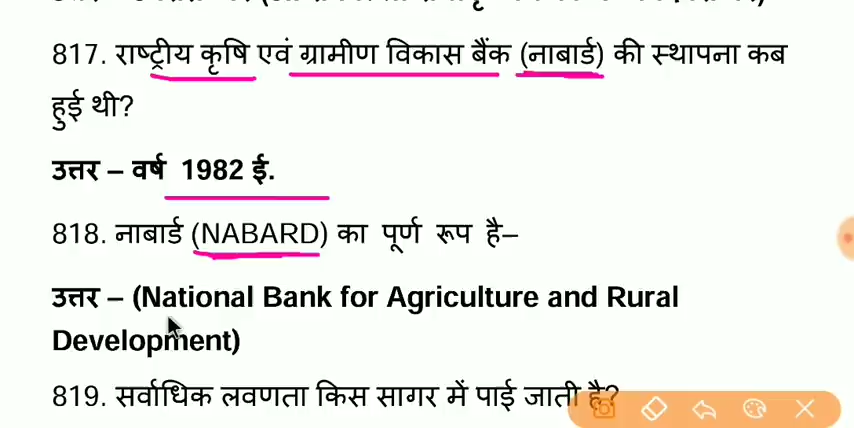 817. राष्ट्रीय कृषि एवं ग्रामीण विकास बैंक (नाबार्ड) की स्थापना कब
हुई थी?
उत्तर – वर्ष 1982 ई.
818. नाबार्ड (NABARD) का पूर्ण रूप है–
उत्तर – (National Bank for Agriculture and Rural
Development)
819. सर्वाधिक लवणता किस सागर में पाई जाती है?